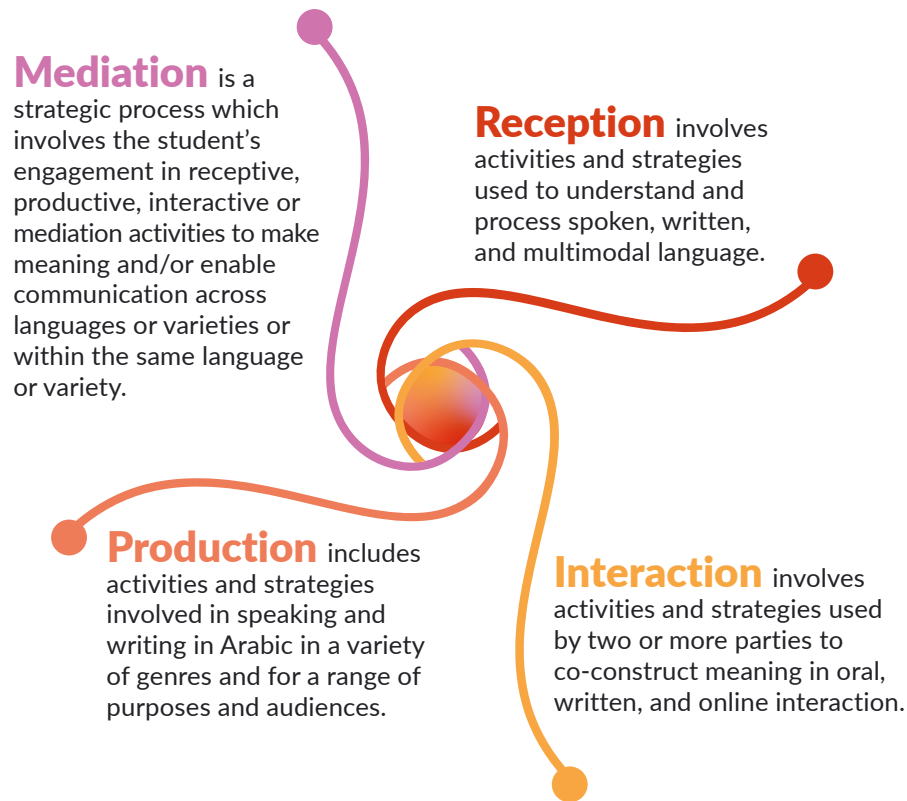 Mediation is a
strategic process which
involves the student’s
engagement in receptive,
productive, interactive or
mediation activities to make
meaning and/or enable
communication across
languages or varieties or
within the same language
or variety.
Reception involves
activities and strategies
used to understand and
process spoken, written,
and multimodal language.
Production includes
activities and strategies
involved in speaking and
writing in Arabic in a variety
of genres and for a range of
purposes and audiences.
Interaction involves
activities and strategies used
by two or more parties to
co-construct meaning in oral,
written, and online interaction.